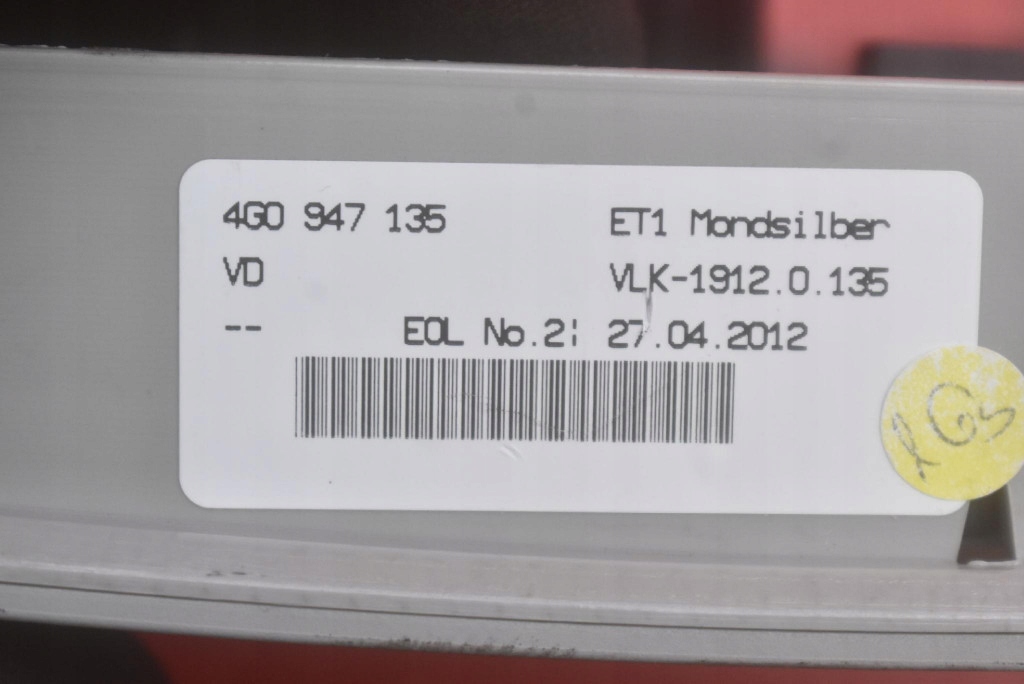 4G0 947 135 ET1 Mondsilber
VD VLK-1912.0.135
-- EOL No.2: 27.04.2012